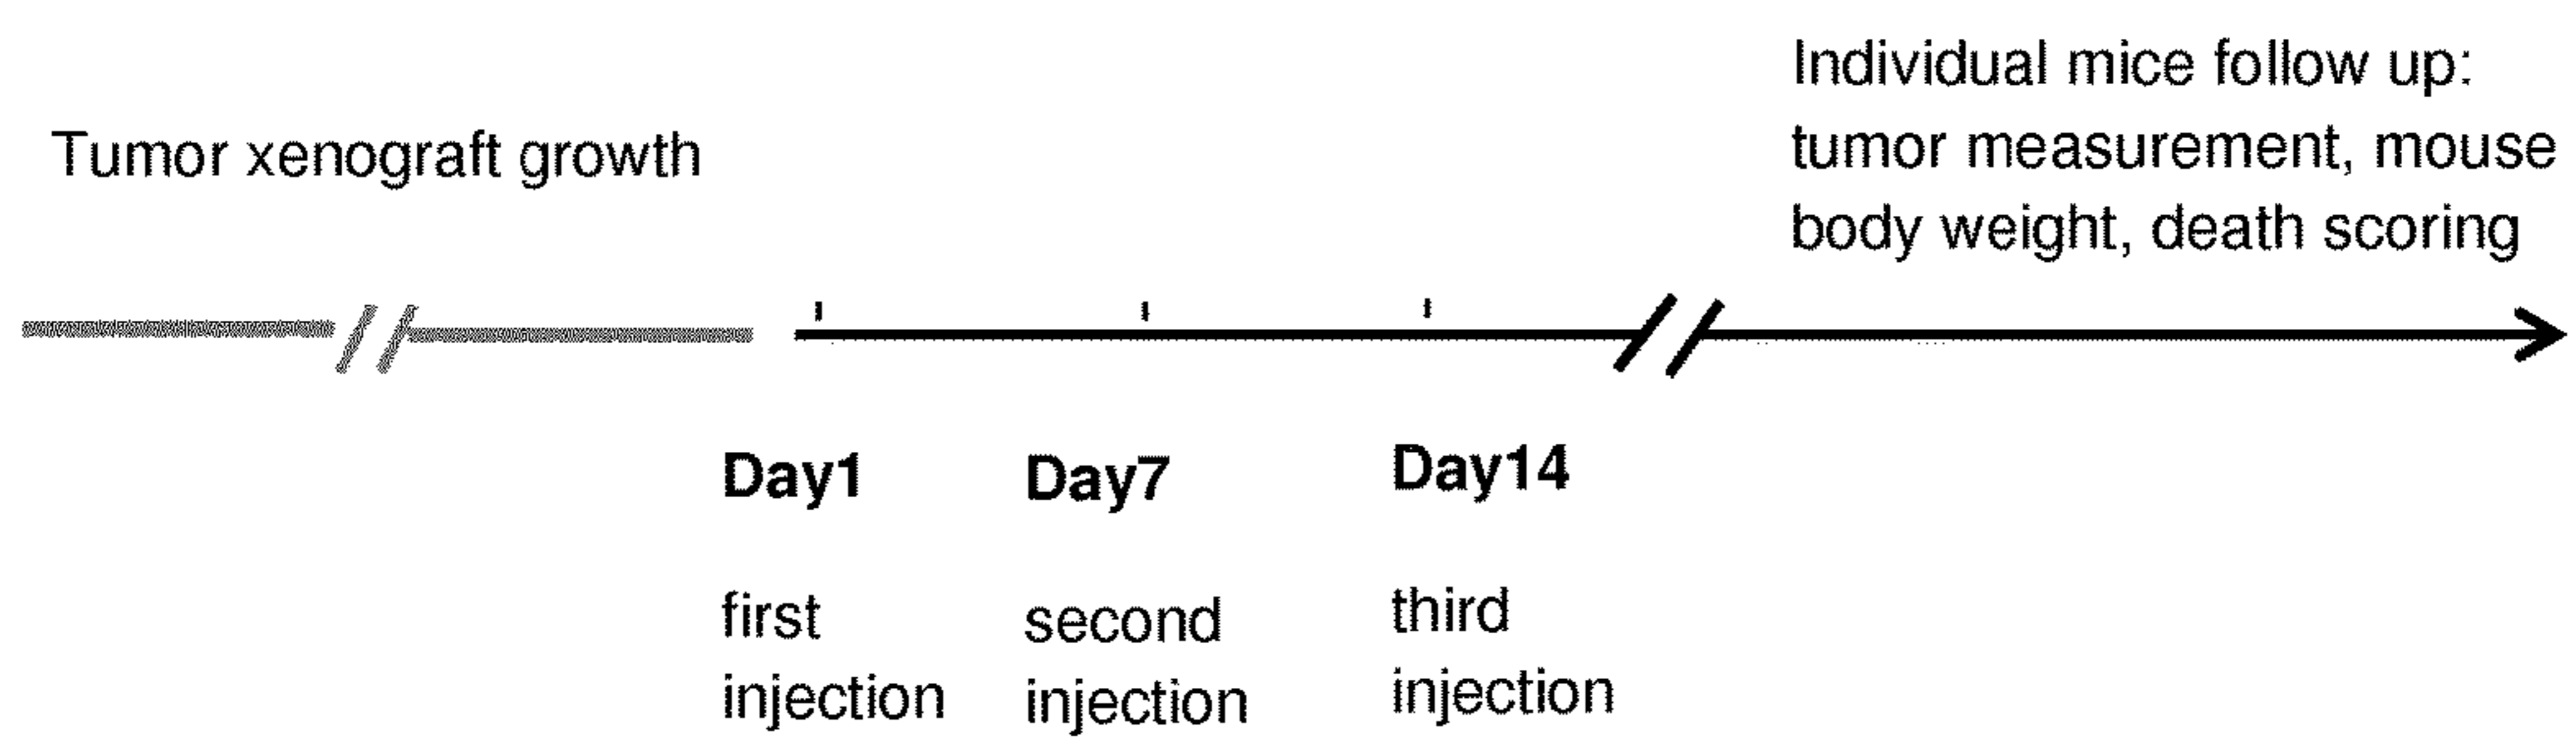 Tumor xenograft growth
Individual mice follow up:
tumor measurement, mouse
body weight, death scoring
Day1
first
injection
Day7
second
injection
Day14
third
injection